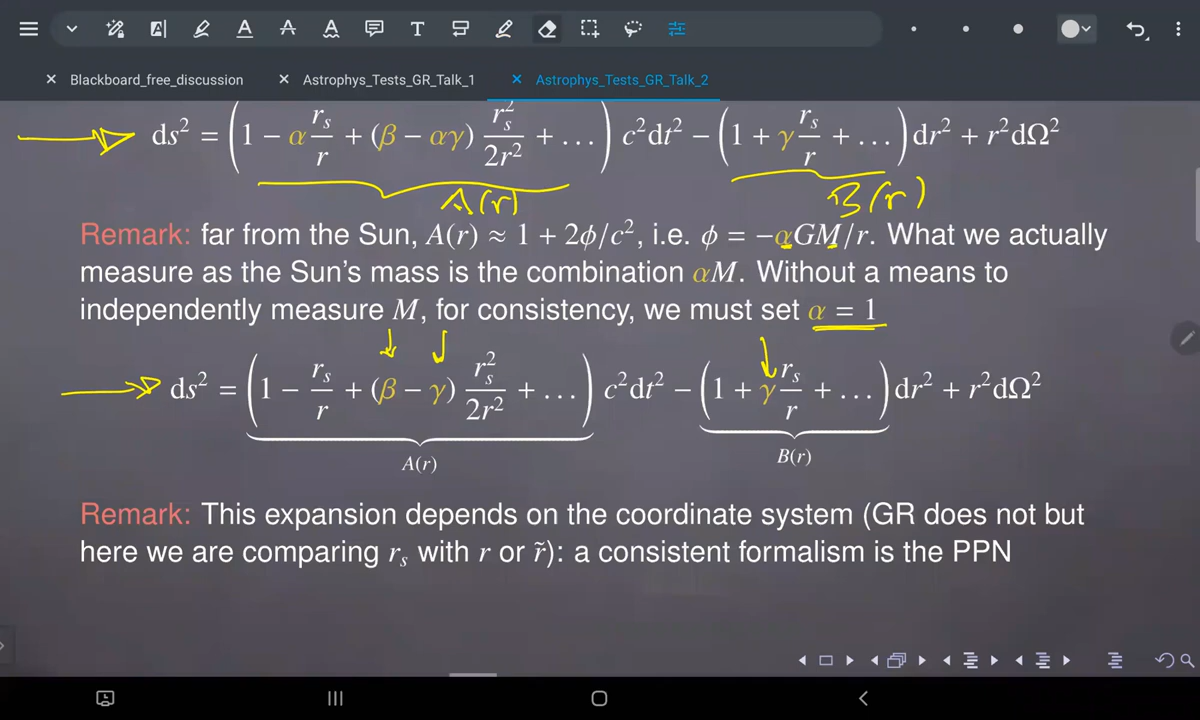 Blackboard_free_discussion Astrophys_Tests_GR_Talk_1 Astrophys_Tests_GR_Talk_2
ds² = (1 − α r_s/r + (β − αγ) r_s²/2r² + …) c²dt² − (1 + γ r_s/r + …) dr² + r²dΩ²
A(r) B(r)
Remark: far from the Sun, A(r) ≈ 1 + 2ϕ/c², i.e. ϕ = −αGM/r. What we actually
measure as the Sun's mass is the combination αM. Without a means to
independently measure M, for consistency, we must set α = 1
ds² = (1 − r_s/r + (β − γ) r_s²/2r² + …) c²dt² − (1 + γ r_s/r + …) dr² + r²dΩ²
A(r) B(r)
Remark: This expansion depends on the coordinate system (GR does not but
here we are comparing r_s with r or r̃): a consistent formalism is the PPN